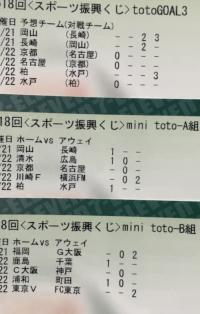 18回<スポーツ振興くじ>totoGOAL3
催日 予想チーム(対戦チーム)
/21 岡山 (長崎) - - 2 3
/21 長崎 (岡山) - - 2 -
/22 京都 (名古屋) 0 - - -
/22 名古屋 (京都) 0 - - -
/22 柏 (水戸) - - - 3
/22 水戸 (柏) 0 - - -
18回<スポーツ振興くじ>mini toto-A組
催日 ホームvs アウェイ
/21 岡山 長崎 1 - -
/21 清水 広島 1 0 -
/22 京都 名古屋 - 0 -
/22 川崎F 横浜FM - 0 2
/22 柏 水戸 1 - -
8回<スポーツ振興くじ>mini toto-B組
日 ホームvs アウェイ
/21 福岡 G大阪 - 0 2
/22 鹿島 千葉 1 - -
/22 C大阪 神戸 - 0 -
/22 浦和 町田 1 0 -
/22 東京V FC東京 - - 2